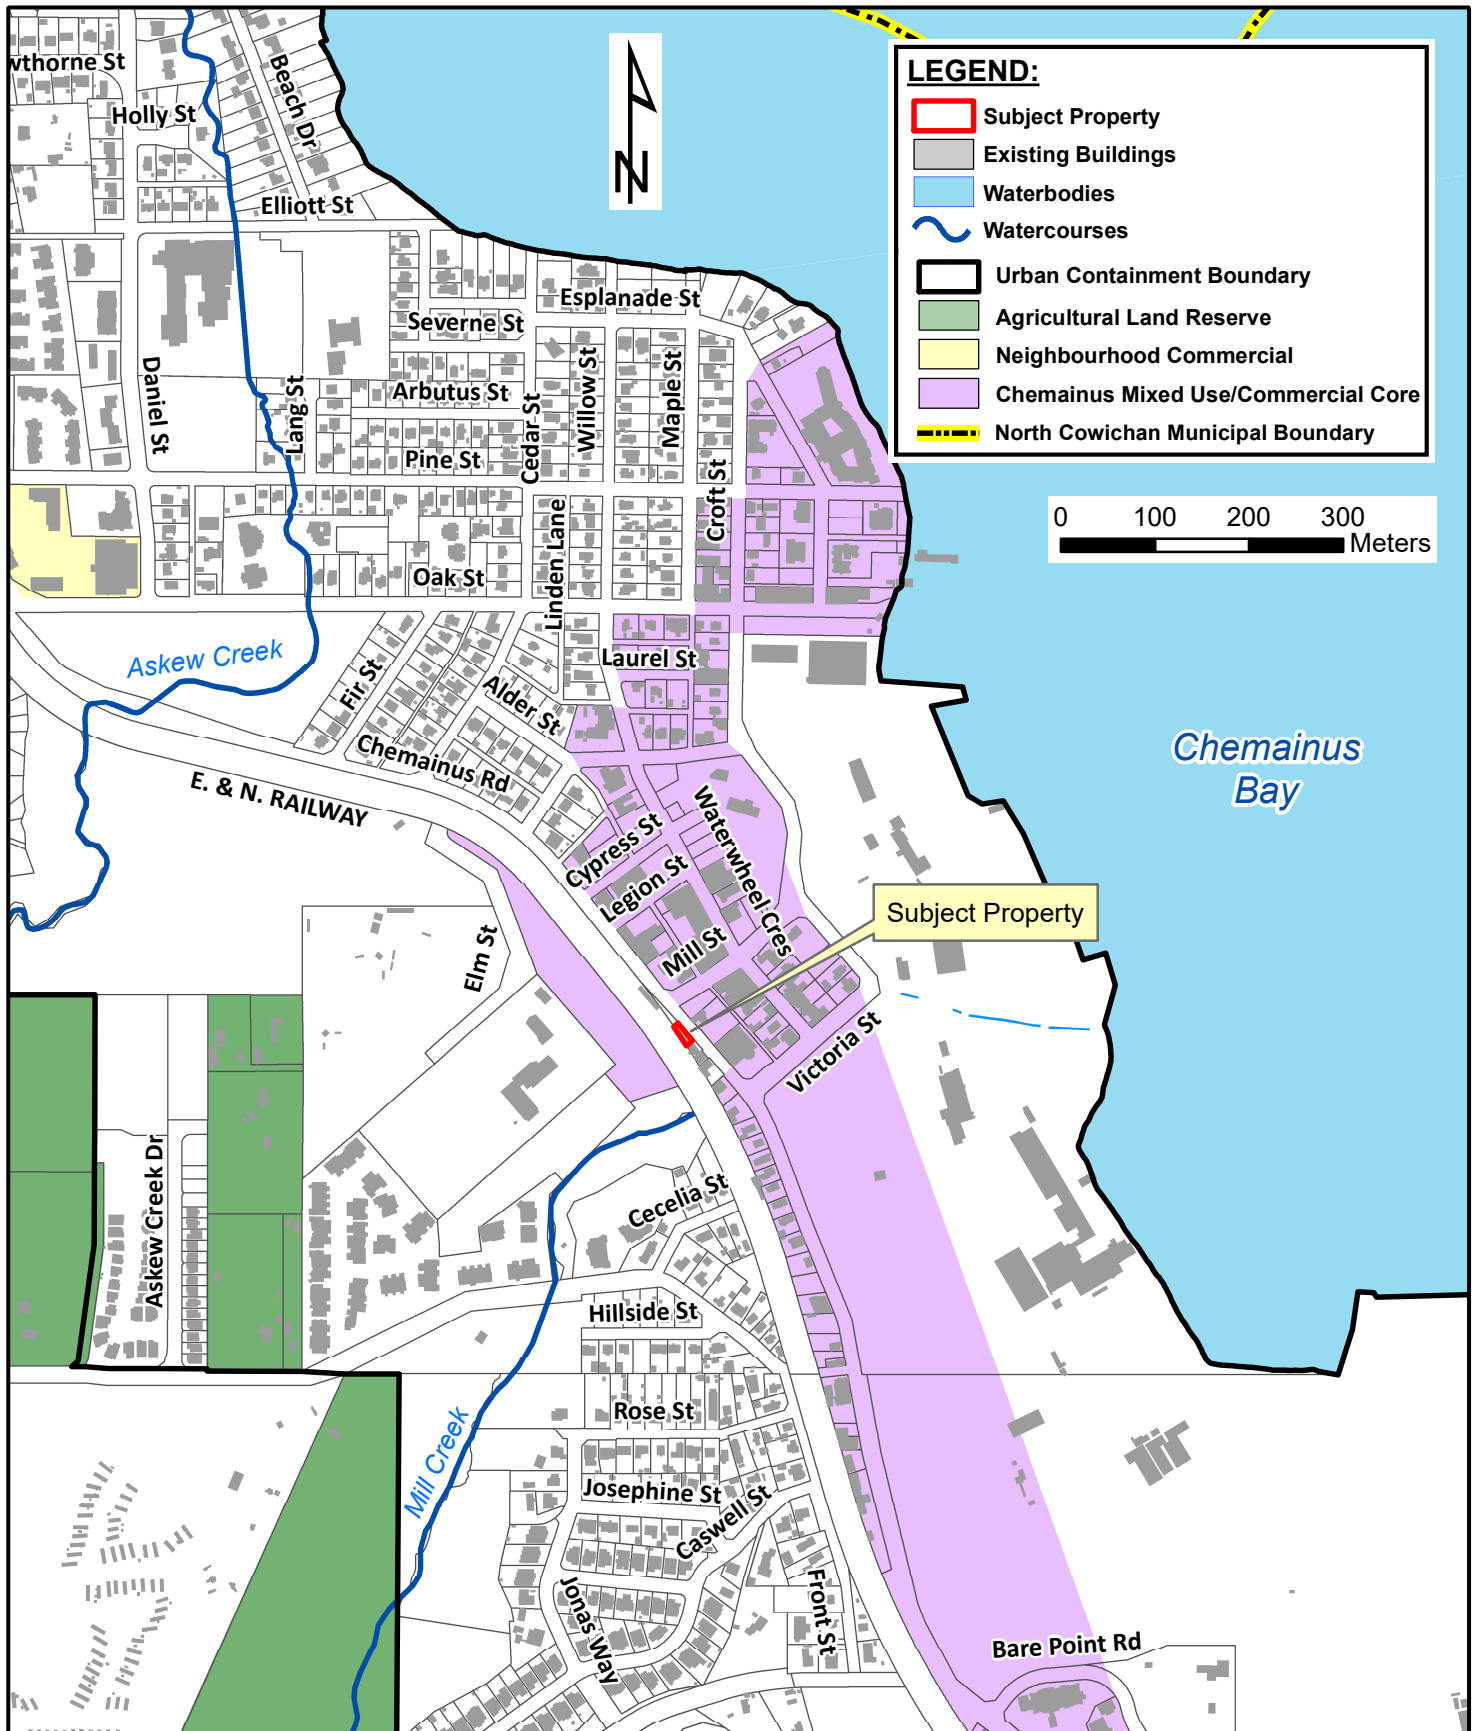 wthorne St
Beach Dr
Holly St
Elliott St
N
LEGEND:
Subject Property
Existing Buildings
Waterbodies
Watercourses
Urban Containment Boundary
Agricultural Land Reserve
Neighbourhood Commercial
Chemainus Mixed Use/Commercial Core
North Cowichan Municipal Boundary
0 100 200 300
Meters
Esplanade St
Severne St
Daniel St
Lang St
Arbutus St
Cedar St
Willow St
Maple St
Pine St
Croft St
Linden Lane
Oak St
Askew Creek
Fir St
Laurel St
Alder St
Chemainus Rd
E. & N. RAILWAY
Chemainus
Bay
Cypress St
Waterwheel Cres
Legion St
Mill St
Subject Property
Elm St
Victoria St
Askew Creek Dr
Cecelia St
Hillside St
Rose St
Mill Creek
Josephine St
Caswell St
Jonas Way
Front St
Bare Point Rd